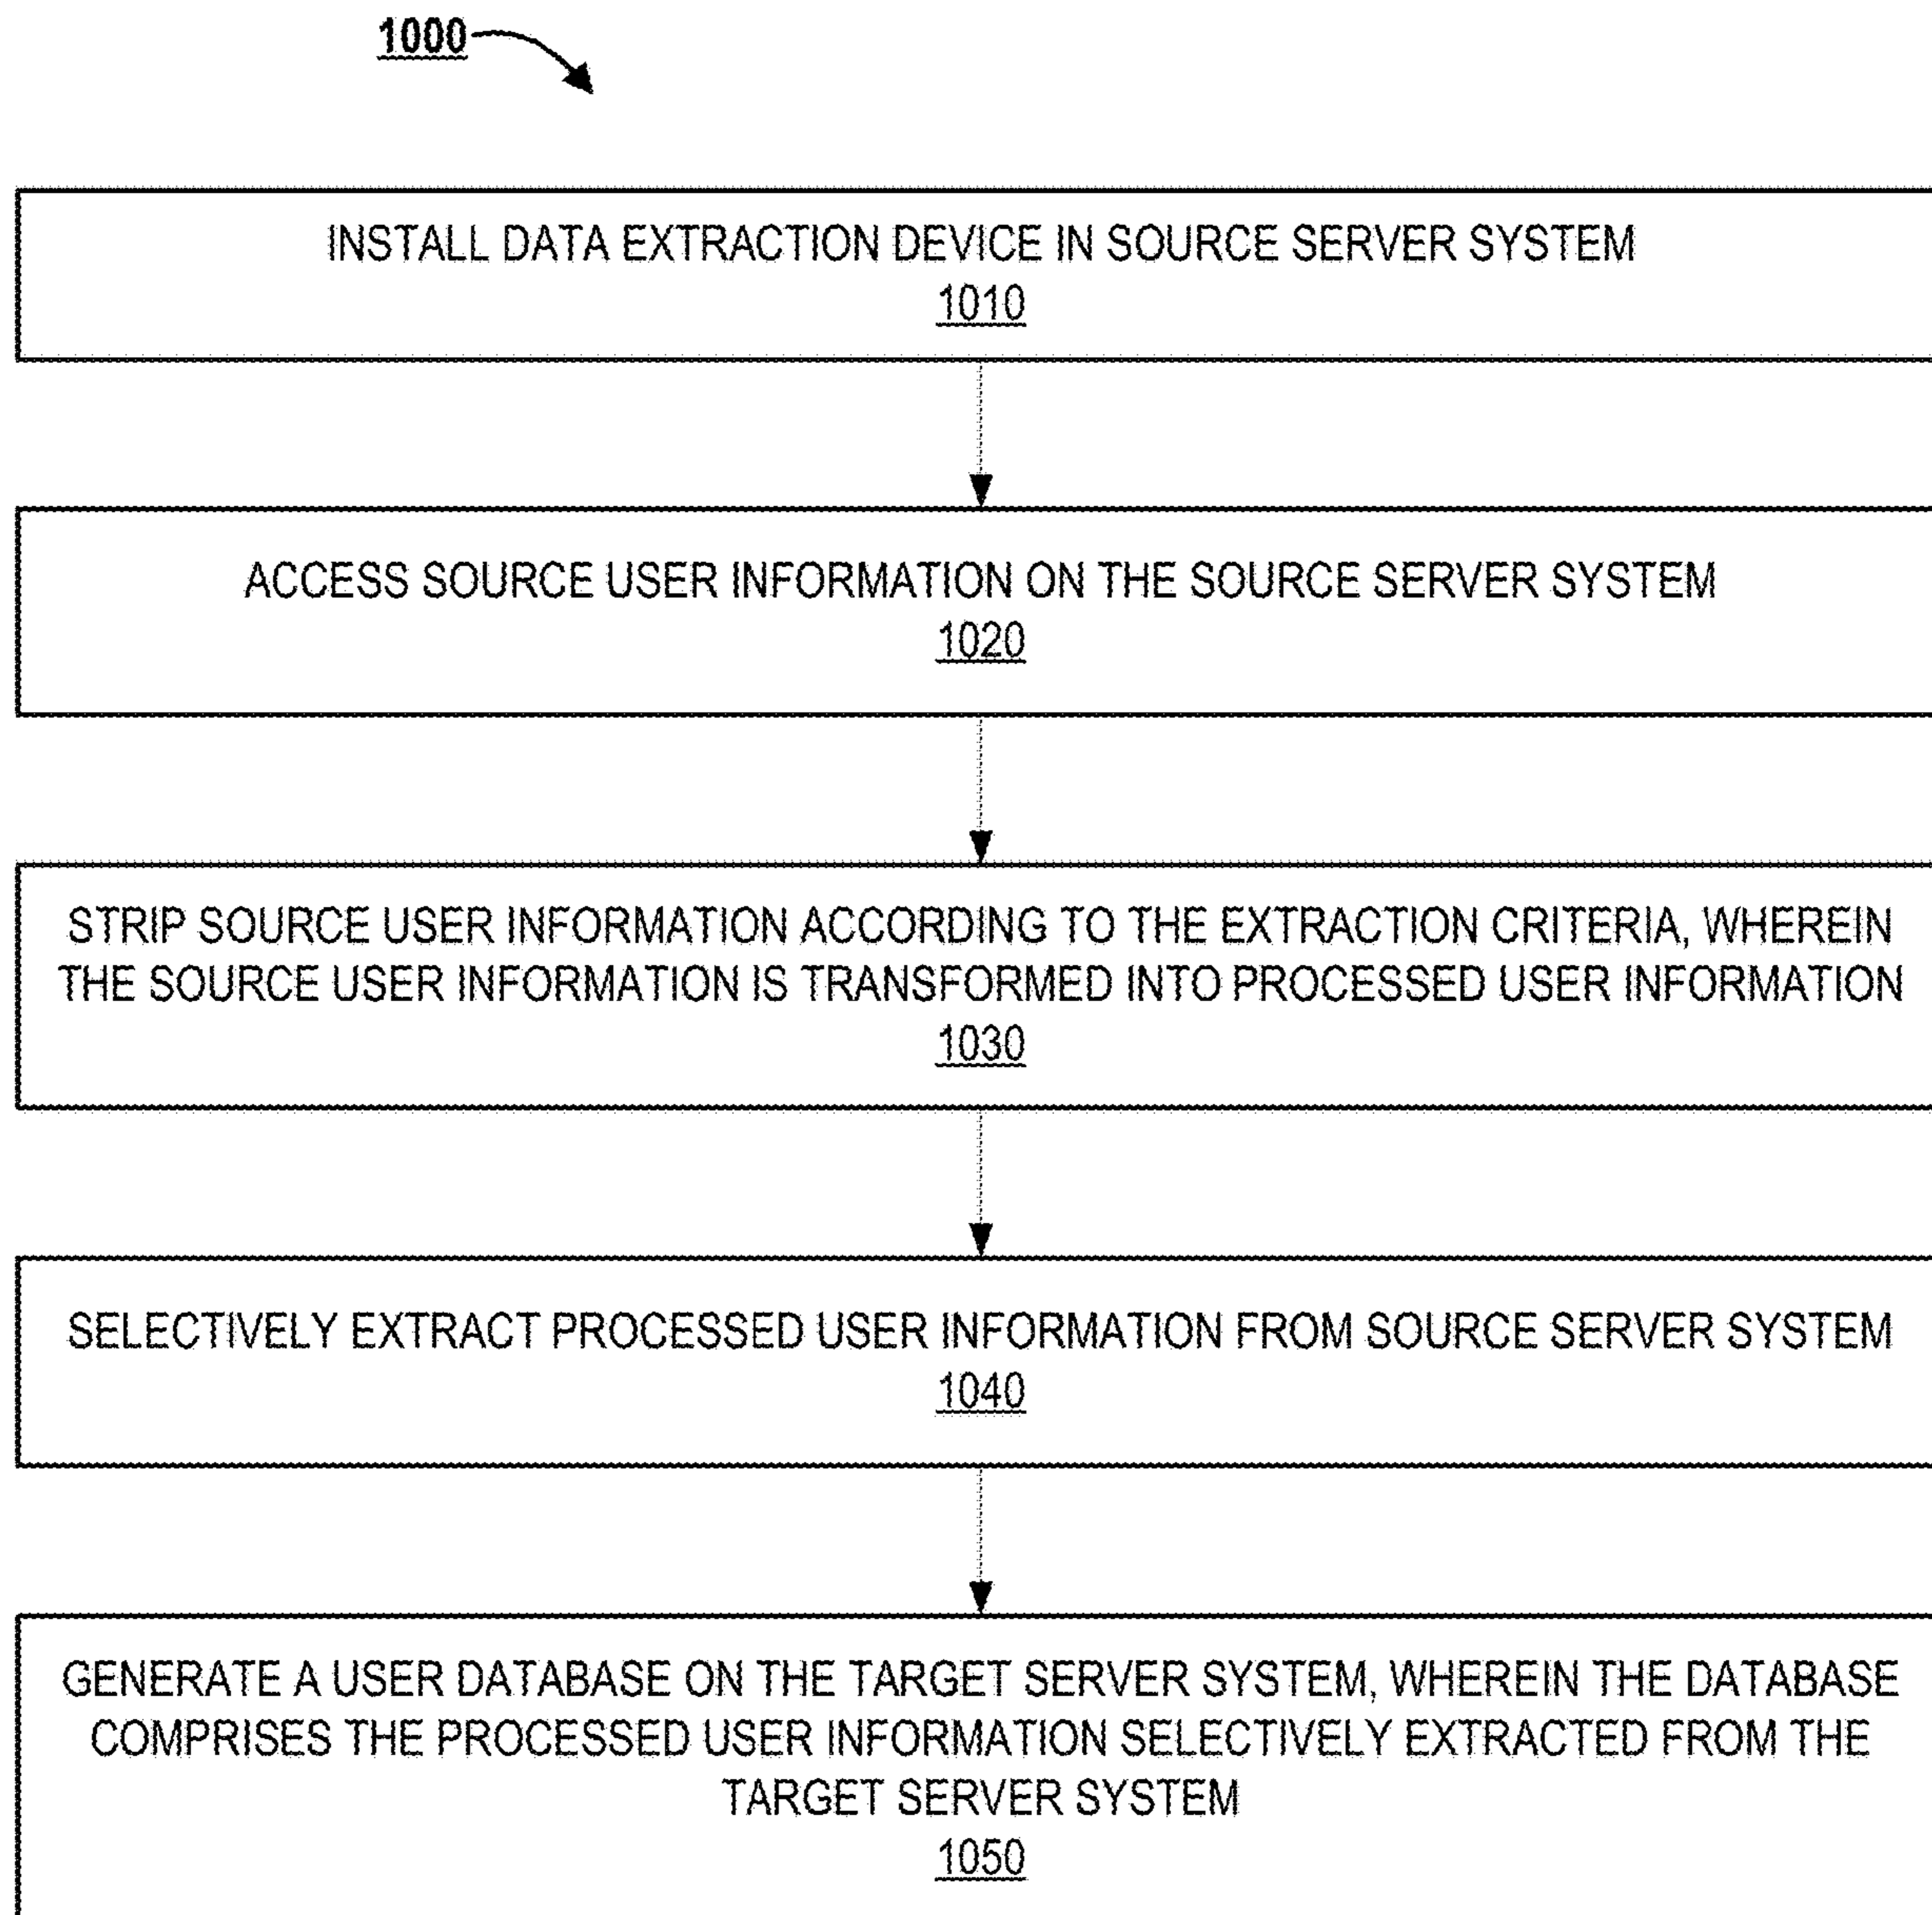 1000
INSTALL DATA EXTRACTION DEVICE IN SOURCE SERVER SYSTEM
1010
ACCESS SOURCE USER INFORMATION ON THE SOURCE SERVER SYSTEM
1020
STRIP SOURCE USER INFORMATION ACCORDING TO THE EXTRACTION CRITERIA, WHEREIN
THE SOURCE USER INFORMATION IS TRANSFORMED INTO PROCESSED USER INFORMATION
1030
SELECTIVELY EXTRACT PROCESSED USER INFORMATION FROM SOURCE SERVER SYSTEM
1040
GENERATE A USER DATABASE ON THE TARGET SERVER SYSTEM, WHEREIN THE DATABASE
COMPRISES THE PROCESSED USER INFORMATION SELECTIVELY EXTRACTED FROM THE
TARGET SERVER SYSTEM
1050